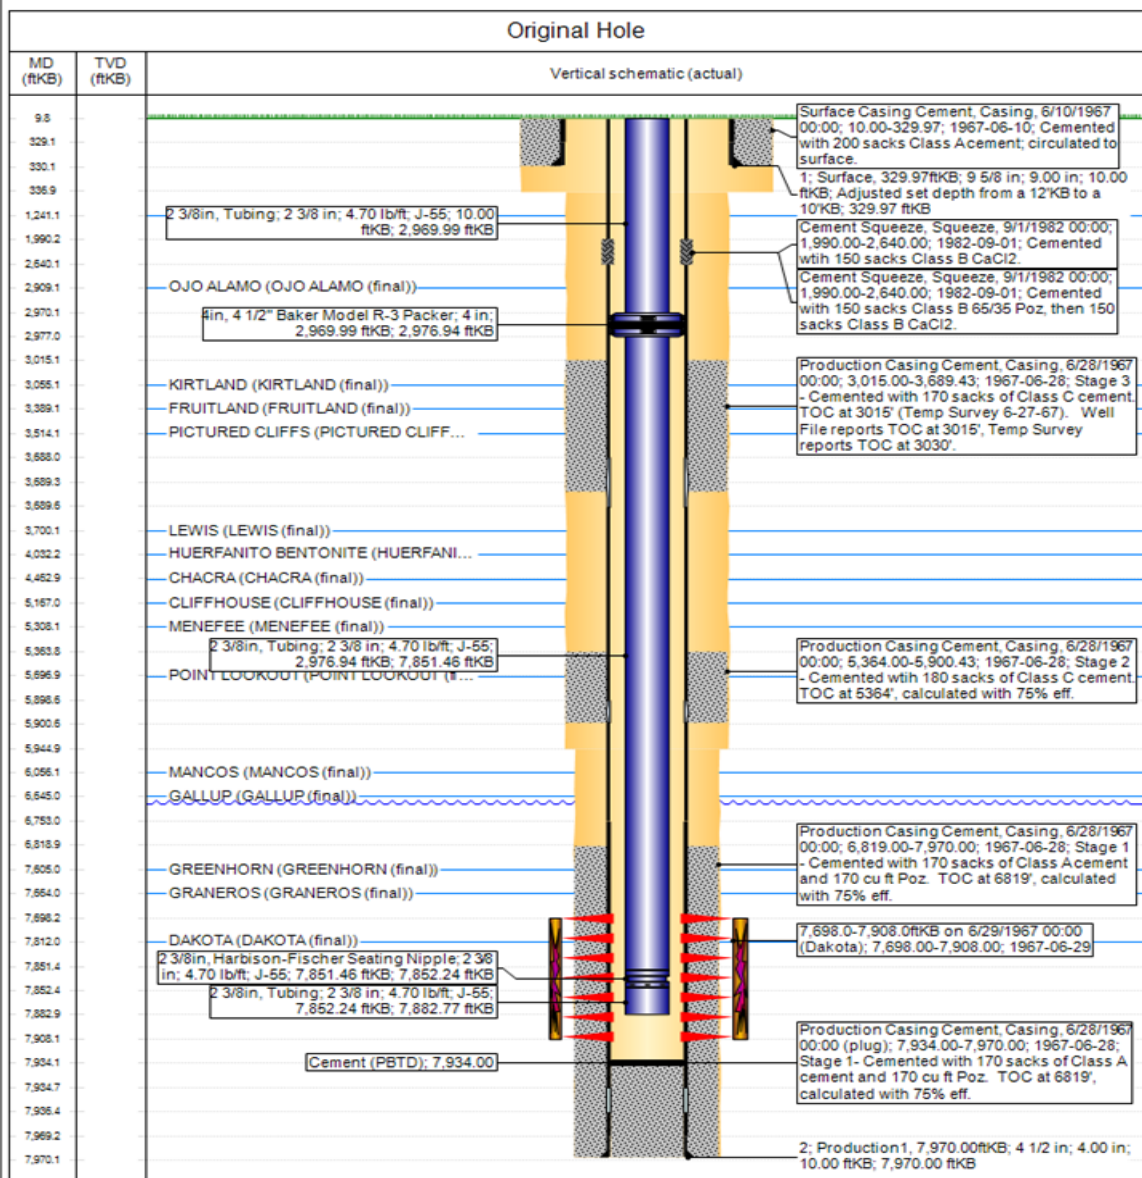 Original Hole
MD
(ftKB)
TVD
(ftKB)
Vertical schematic (actual)
9.8
329.1
330.1
336.9
1,241.1
1,990.2
2,640.1
2,909.1
2,970.1
2,977.0
3,015.1
3,055.1
3,389.1
3,514.1
3,688.0
3,689.3
3,689.6
3,700.1
4,032.2
4,462.9
5,167.0
5,308.1
5,363.8
5,696.9
5,898.6
5,900.6
5,944.9
6,056.1
6,645.0
6,753.0
6,818.9
7,605.0
7,664.0
7,698.2
7,812.0
7,851.4
7,852.4
7,882.9
7,908.1
7,934.1
7,934.7
7,935.4
7,969.2
7,970.1
2 3/8in, Tubing; 2 3/8 in; 4.70 lb/ft; J-55; 10.00
ftKB; 2,969.99 ftKB
OJO ALAMO (OJO ALAMO (final))
4in, 4 1/2" Baker Model R-3 Packer; 4 in;
2,969.99 ftKB; 2,976.94 ftKB
KIRTLAND (KIRTLAND (final))
FRUITLAND (FRUITLAND (final))
PICTURED CLIFFS (PICTURED CLIFF...
LEWIS (LEWIS (final))
HUERFANITO BENTONITE (HUERFANI...
CHACRA (CHACRA (final))
CLIFFHOUSE (CLIFFHOUSE (final))
MENEFEE (MENEFEE (final))
2 3/8in, Tubing; 2 3/8 in; 4.70 lb/ft; J-55;
2,976.94 ftKB; 7,851.46 ftKB
POINT LOOKOUT (POINT LOOKOUT (fi...
MANCOS (MANCOS (final))
GALLUP (GALLUP (final))
GREENHORN (GREENHORN (final))
GRANEROS (GRANEROS (final))
DAKOTA (DAKOTA (final))
2 3/8in, Harbison-Fischer Seating Nipple; 2 3/8
in; 4.70 lb/ft; J-55; 7,851.46 ftKB; 7,852.24 ftKB
2 3/8in, Tubing; 2 3/8 in; 4.70 lb/ft; J-55;
7,852.24 ftKB; 7,882.77 ftKB
Cement (PBTD); 7,934.00
Surface Casing Cement, Casing, 6/10/1967
00:00; 10.00-329.97; 1967-06-10; Cemented
with 200 sacks Class Acement; circulated to
surface.
1; Surface, 329.97ftKB; 9 5/8 in; 9.00 in; 10.00
ftKB; Adjusted set depth from a 12'KB to a
10'KB; 329.97 ftKB
Cement Squeeze, Squeeze, 9/1/1982 00:00;
1,990.00-2,640.00; 1982-09-01; Cemented
wtih 150 sacks Class B CaCl2.
Cement Squeeze, Squeeze, 9/1/1982 00:00;
1,990.00-2,640.00; 1982-09-01; Cemented
with 150 sacks Class B 65/35 Poz, then 150
sacks Class B CaCl2.
Production Casing Cement, Casing, 6/28/1967
00:00; 3,015.00-3,689.43; 1967-06-28; Stage 3
- Cemented with 170 sacks of Class C cement.
TOC at 3015' (Temp Survey 6-27-67). Well
File reports TOC at 3015', Temp Survey
reports TOC at 3030'.
Production Casing Cement, Casing, 6/28/1967
00:00; 5,364.00-5,900.43; 1967-06-28; Stage 2
- Cemented wtih 180 sacks of Class C cement.
TOC at 5364', calculated with 75% eff.
Production Casing Cement, Casing, 6/28/1967
00:00; 6,819.00-7,970.00; 1967-06-28; Stage 1
- Cemented with 170 sacks of Class Acement
and 170 cu ft Poz. TOC at 6819', calculated
with 75% eff.
7,698.0-7,908.0ftKB on 6/29/1967 00:00
(Dakota); 7,698.00-7,908.00; 1967-06-29
Production Casing Cement, Casing, 6/28/1967
00:00 (plug); 7,934.00-7,970.00; 1967-06-28;
Stage 1- Cemented with 170 sacks of Class A
cement and 170 cu ft Poz. TOC at 6819',
calculated with 75% eff.
2; Production1, 7,970.00ftKB; 4 1/2 in; 4.00 in;
10.00 ftKB; 7,970.00 ftKB